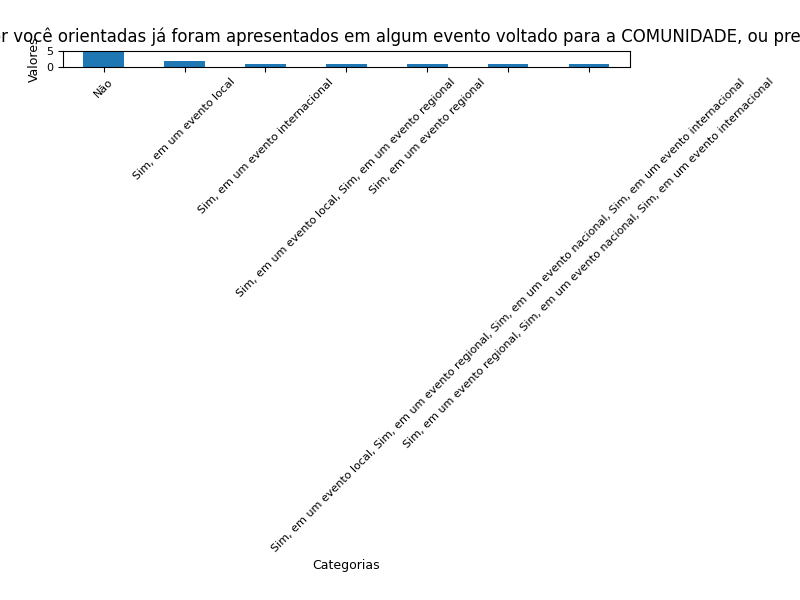 r você orientadas já foram apresentados em algum evento voltado para a COMUNIDADE, ou pre
Valores
5
0
Não
Sim, em um evento local
Sim, em um evento internacional
Sim, em um evento local, Sim, em um evento regional
Sim, em um evento regional
Sim, em um evento local, Sim, em um evento regional, Sim, em um evento nacional, Sim, em um evento internacional
Sim, em um evento regional, Sim, em um evento nacional, Sim, em um evento internacional
Categorias